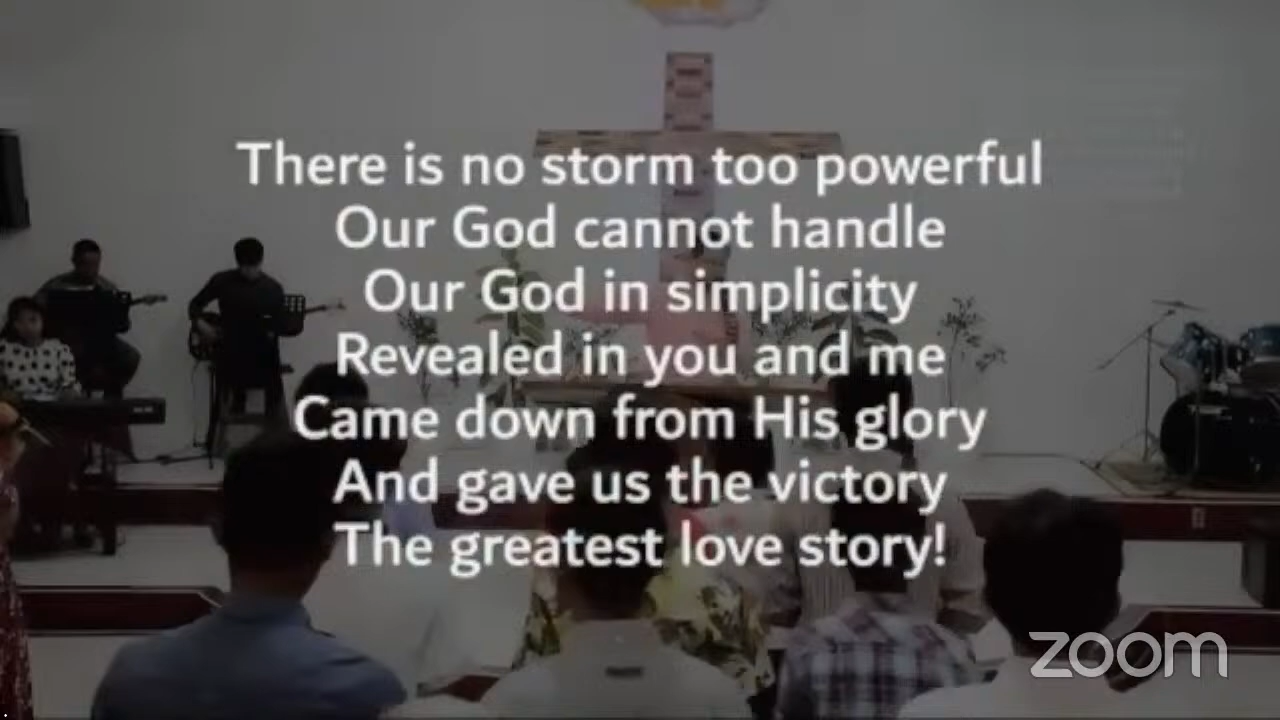 There is no storm too powerful
Our God cannot handle
Our God in simplicity
Revealed in you and me
Came down from His glory
And gave us the victory
The greatest love story!
zoom